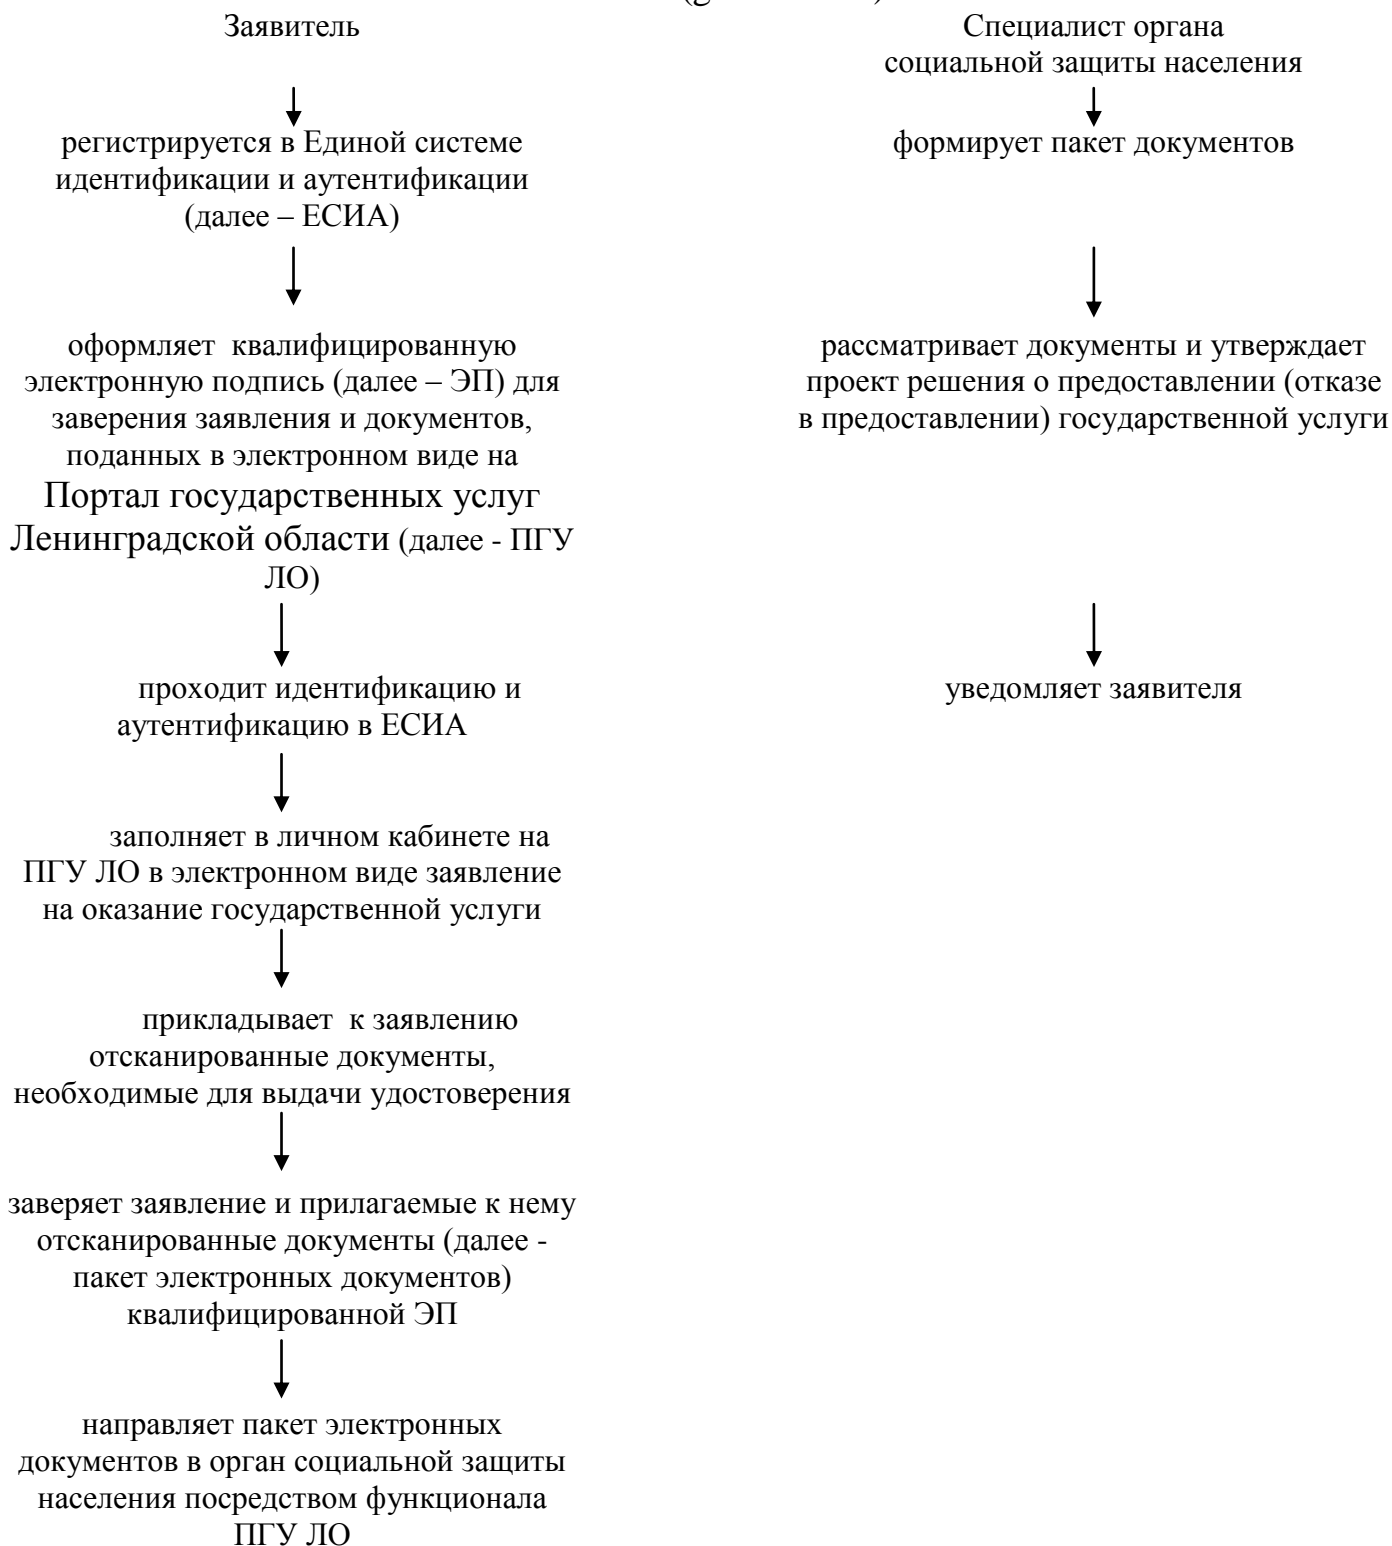 Заявитель
регистрируется в Единой системе
идентификации и аутентификации
(далее – ЕСИА)
оформляет квалифицированную
электронную подпись (далее – ЭП) для
заверения заявления и документов,
поданных в электронном виде на
Портал государственных услуг
Ленинградской области (далее - ПГУ
ЛО)
проходит идентификацию и
аутентификацию в ЕСИА
заполняет в личном кабинете на
ПГУ ЛО в электронном виде заявление
на оказание государственной услуги
прикладывает к заявлению
отсканированные документы,
необходимые для выдачи удостоверения
заверяет заявление и прилагаемые к нему
отсканированные документы (далее -
пакет электронных документов)
квалифицированной ЭП
направляет пакет электронных
документов в орган социальной защиты
населения посредством функционала
ПГУ ЛО
Специалист органа
социальной защиты населения
формирует пакет документов
рассматривает документы и утверждает
проект решения о предоставлении (отказе
в предоставлении) государственной услуги
уведомляет заявителя